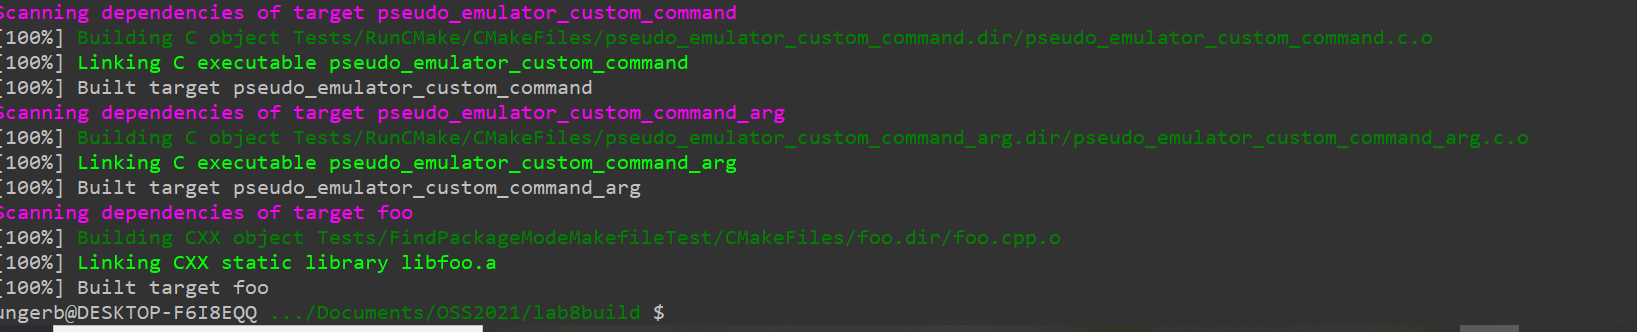 Scanning dependencies of target pseudo_emulator_custom_command
[100%] Building C object Tests/RunCMake/CMakeFiles/pseudo_emulator_custom_command.dir/pseudo_emulator_custom_command.c.o
[100%] Linking C executable pseudo_emulator_custom_command
[100%] Built target pseudo_emulator_custom_command
Scanning dependencies of target pseudo_emulator_custom_command_arg
[100%] Building C object Tests/RunCMake/CMakeFiles/pseudo_emulator_custom_command_arg.dir/pseudo_emulator_custom_command_arg.c.o
[100%] Linking C executable pseudo_emulator_custom_command_arg
[100%] Built target pseudo_emulator_custom_command_arg
Scanning dependencies of target foo
[100%] Building CXX object Tests/FindPackageModeMakefileTest/CMakeFiles/foo.dir/foo.cpp.o
[100%] Linking CXX static library libfoo.a
[100%] Built target foo
ungerb@DESKTOP-F6I8EQQ .../Documents/OSS2021/lab8build $